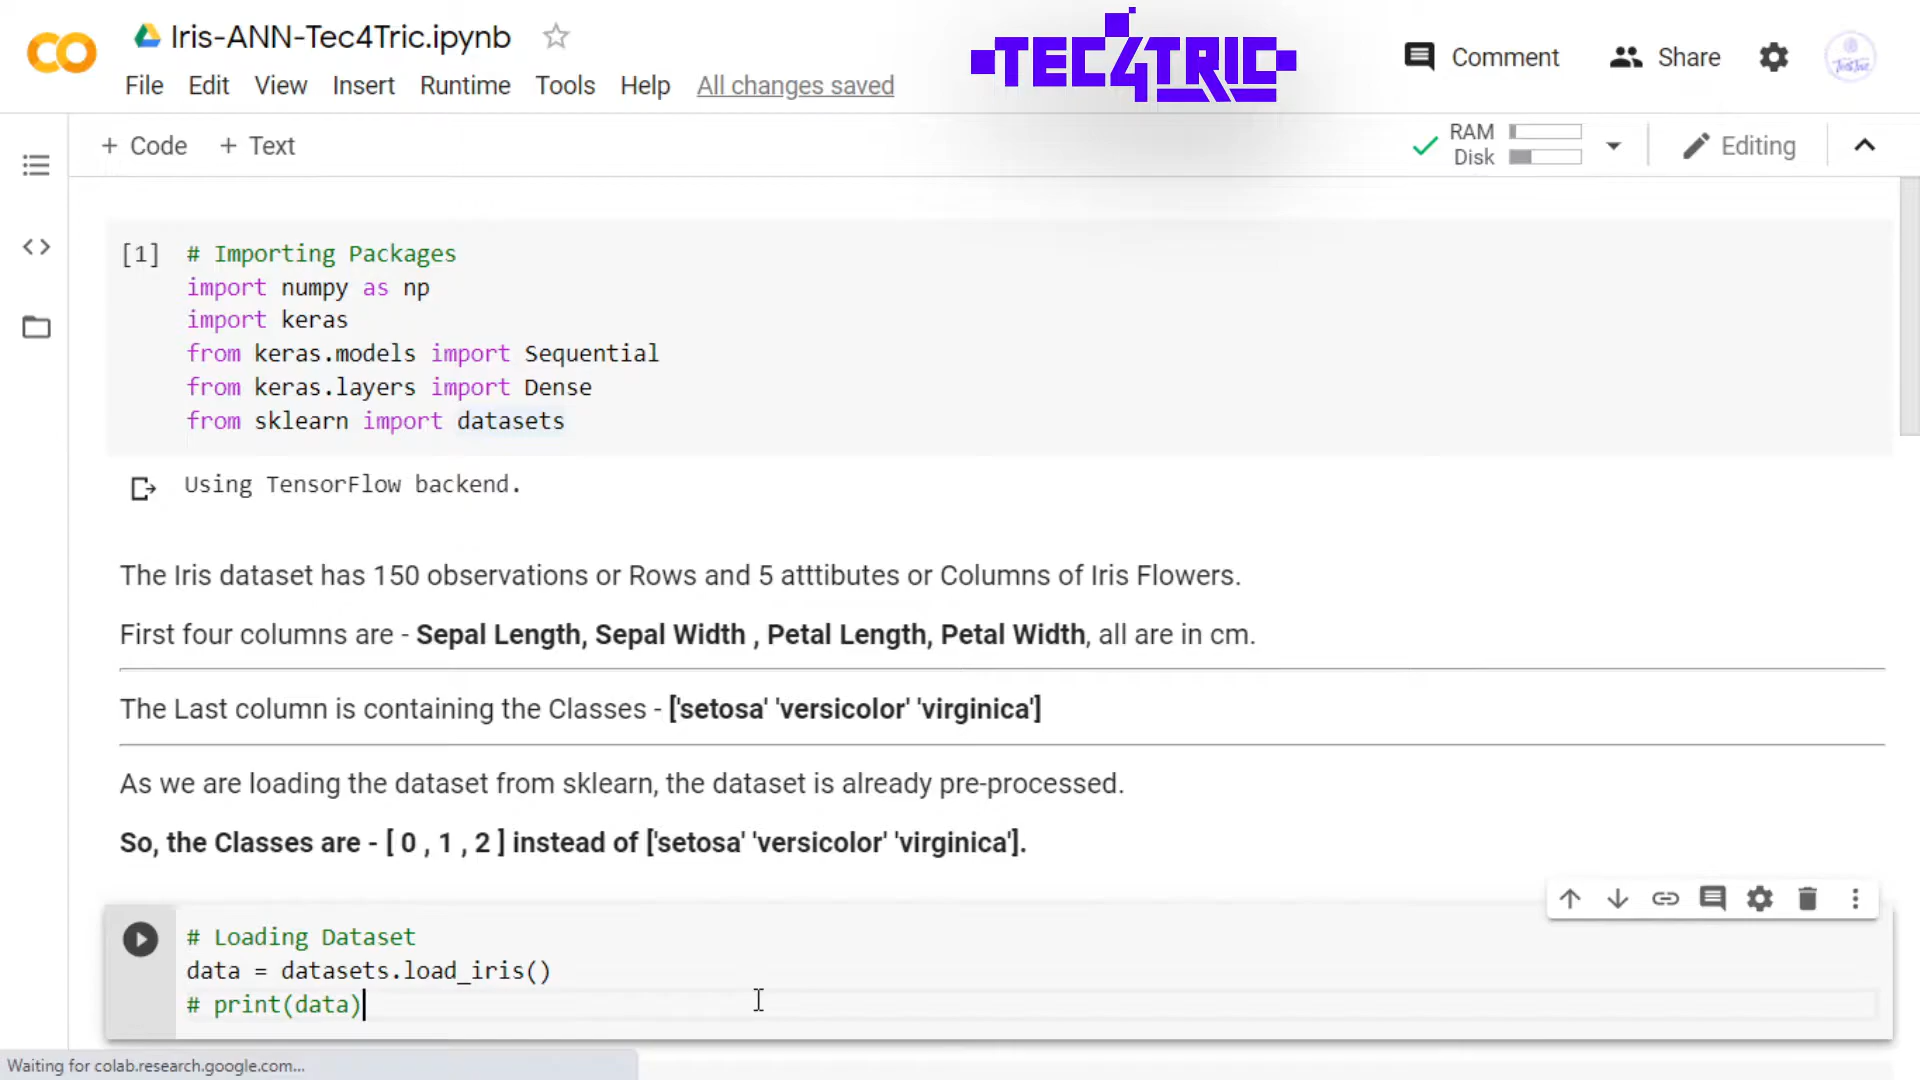 Iris-ANN-Tec4Tric.ipynb
TEC4TRIC
Comment
Share
File Edit View Insert Runtime Tools Help All changes saved
+ Code + Text
RAM
Disk
Editing
[1] # Importing Packages
import numpy as np
import keras
from keras.models import Sequential
from keras.layers import Dense
from sklearn import datasets
Using TensorFlow backend.
The Iris dataset has 150 observations or Rows and 5 atttibutes or Columns of Iris Flowers.
First four columns are - Sepal Length, Sepal Width , Petal Length, Petal Width, all are in cm.
The Last column is containing the Classes - ['setosa' 'versicolor' 'virginica']
As we are loading the dataset from sklearn, the dataset is already pre-processed.
So, the Classes are - [ 0 , 1 , 2 ] instead of ['setosa' 'versicolor' 'virginica'].
# Loading Dataset
data = datasets.load_iris()
# print(data)
Waiting for colab.research.google.com...